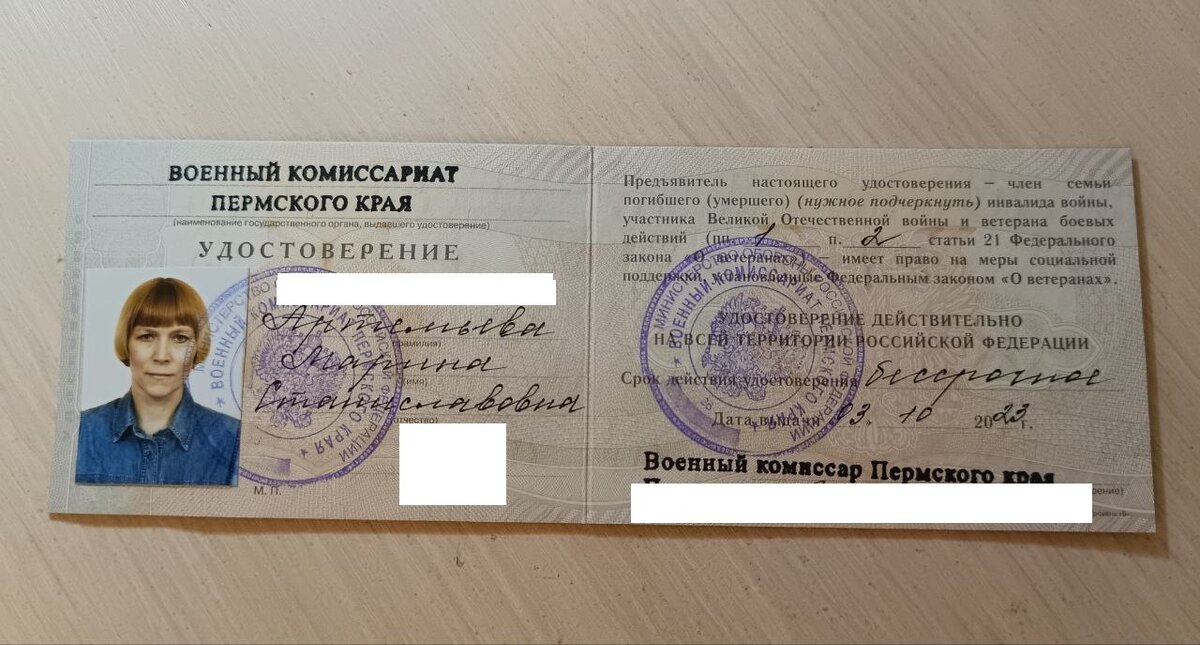 ВОЕННЫЙ КОМИССАРИАТ
ПЕРМСКОГО КРАЯ
(наименование государственного органа, выдавшего удостоверение)
УДОСТОВЕРЕНИЕ
Артемьева
(фамилия)
Марина
(имя)
Станиславовна
(отчество)
М. П.
Предъявитель настоящего удостоверения – член семьи
погибшего (умершего) (нужное подчеркнуть) инвалида войны,
участника Великой Отечественной войны и ветерана боевых
действий (пп. 1 п. 2 статьи 21 Федерального
закона «О ветеранах») — имеет право на меры социальной
поддержки, установленные Федеральным законом «О ветеранах».
УДОСТОВЕРЕНИЕ ДЕЙСТВИТЕЛЬНО
НА ВСЕЙ ТЕРРИТОРИИ РОССИЙСКОЙ ФЕДЕРАЦИИ
Срок действия удостоверения бессрочное
Дата выдачи 03. 10 2023г.
Военный комиссар Пермского края